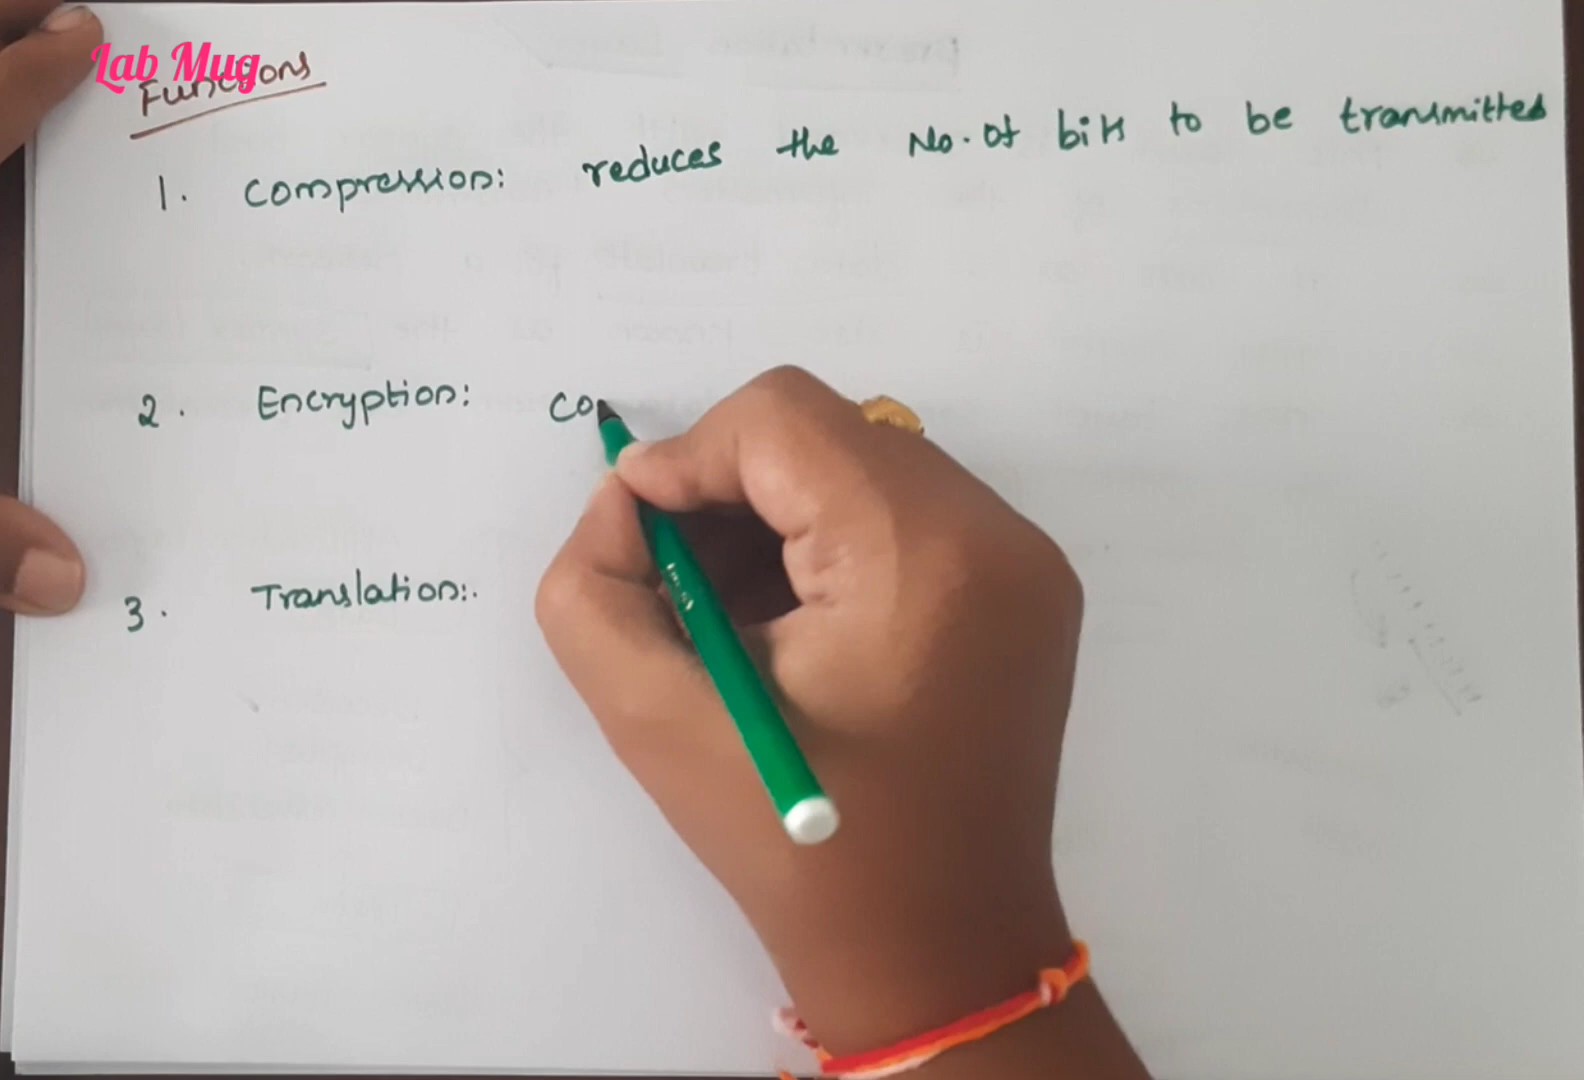 Lab Mug
Functions
1. Compression: reduces the No. of bits to be transmitted
2. Encryption: co
3. Translation:.